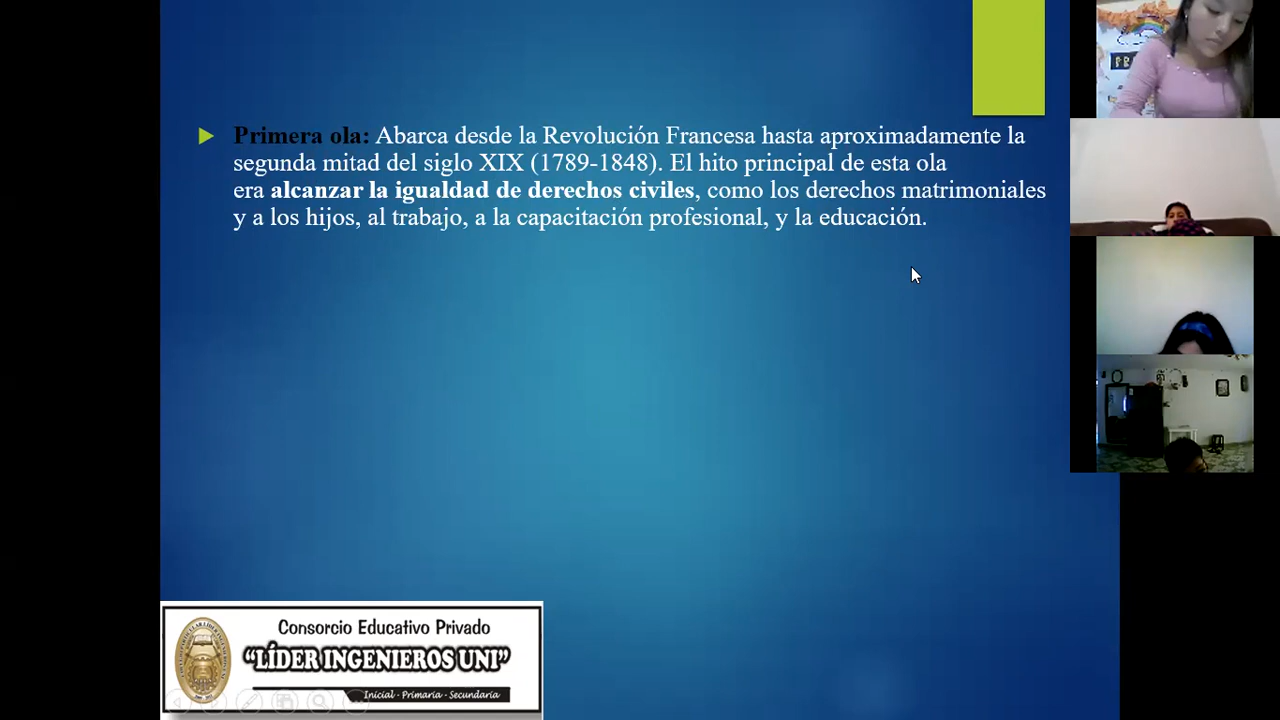 Primera ola: Abarca desde la Revolución Francesa hasta aproximadamente la
segunda mitad del siglo XIX (1789-1848). El hito principal de esta ola
era alcanzar la igualdad de derechos civiles, como los derechos matrimoniales
y a los hijos, al trabajo, a la capacitación profesional, y la educación.
Consorcio Educativo Privado
“LÍDER INGENIEROS UNI”
Inicial - Primaria - Secundaria